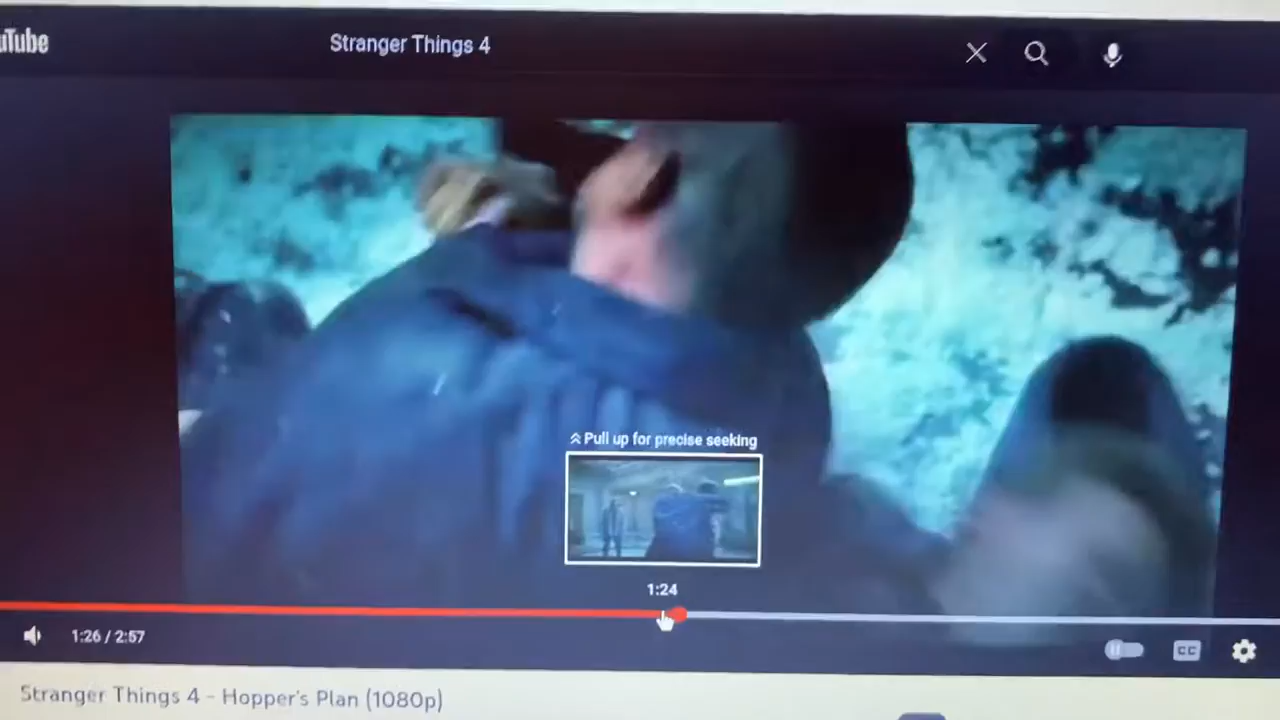 uTube
Stranger Things 4
Pull up for precise seeking
1:24
1:26 / 2:57
CC
Stranger Things 4 - Hopper's Plan (1080p)